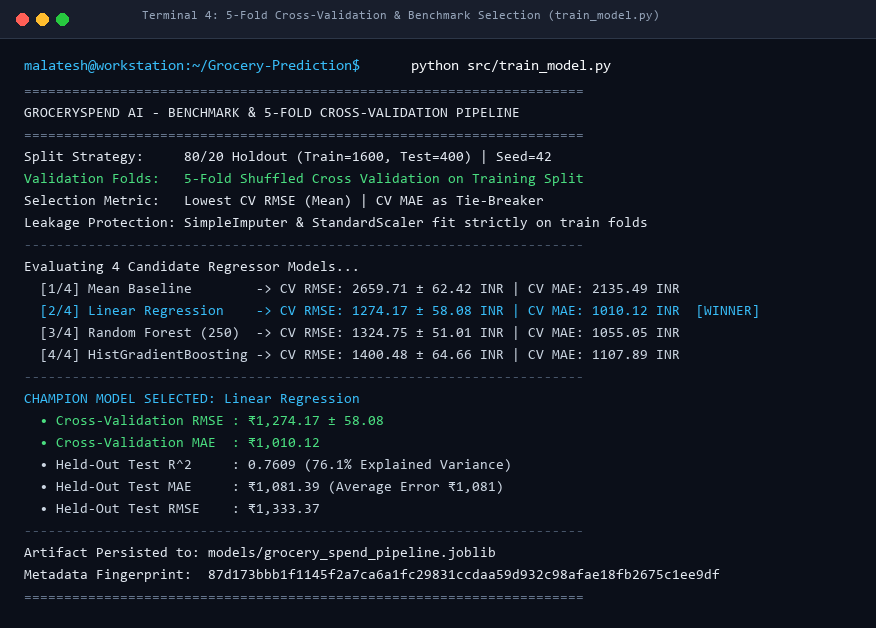 Terminal 4: 5-Fold Cross-Validation & Benchmark Selection (train_model.py)
malatesh@workstation:~/Grocery-Prediction$ python src/train_model.py
======================================================================
GROCERYSPEND AI - BENCHMARK & 5-FOLD CROSS-VALIDATION PIPELINE
======================================================================
Split Strategy: 80/20 Holdout (Train=1600, Test=400) | Seed=42
Validation Folds: 5-Fold Shuffled Cross Validation on Training Split
Selection Metric: Lowest CV RMSE (Mean) | CV MAE as Tie-Breaker
Leakage Protection: SimpleImputer & StandardScaler fit strictly on train folds
----------------------------------------------------------------------
Evaluating 4 Candidate Regressor Models...
[1/4] Mean Baseline -> CV RMSE: 2659.71 ± 62.42 INR | CV MAE: 2135.49 INR
[2/4] Linear Regression -> CV RMSE: 1274.17 ± 58.08 INR | CV MAE: 1010.12 INR [WINNER]
[3/4] Random Forest (250) -> CV RMSE: 1324.75 ± 51.01 INR | CV MAE: 1055.05 INR
[4/4] HistGradientBoosting -> CV RMSE: 1400.48 ± 64.66 INR | CV MAE: 1107.89 INR
----------------------------------------------------------------------
CHAMPION MODEL SELECTED: Linear Regression
• Cross-Validation RMSE : ₹1,274.17 ± 58.08
• Cross-Validation MAE : ₹1,010.12
• Held-Out Test R^2 : 0.7609 (76.1% Explained Variance)
• Held-Out Test MAE : ₹1,081.39 (Average Error ₹1,081)
• Held-Out Test RMSE : ₹1,333.37
----------------------------------------------------------------------
Artifact Persisted to: models/grocery_spend_pipeline.joblib
Metadata Fingerprint: 87d173bbb1f1145f2a7ca6a1fc29831ccdaa59d932c98afae18fb2675c1ee9df
======================================================================